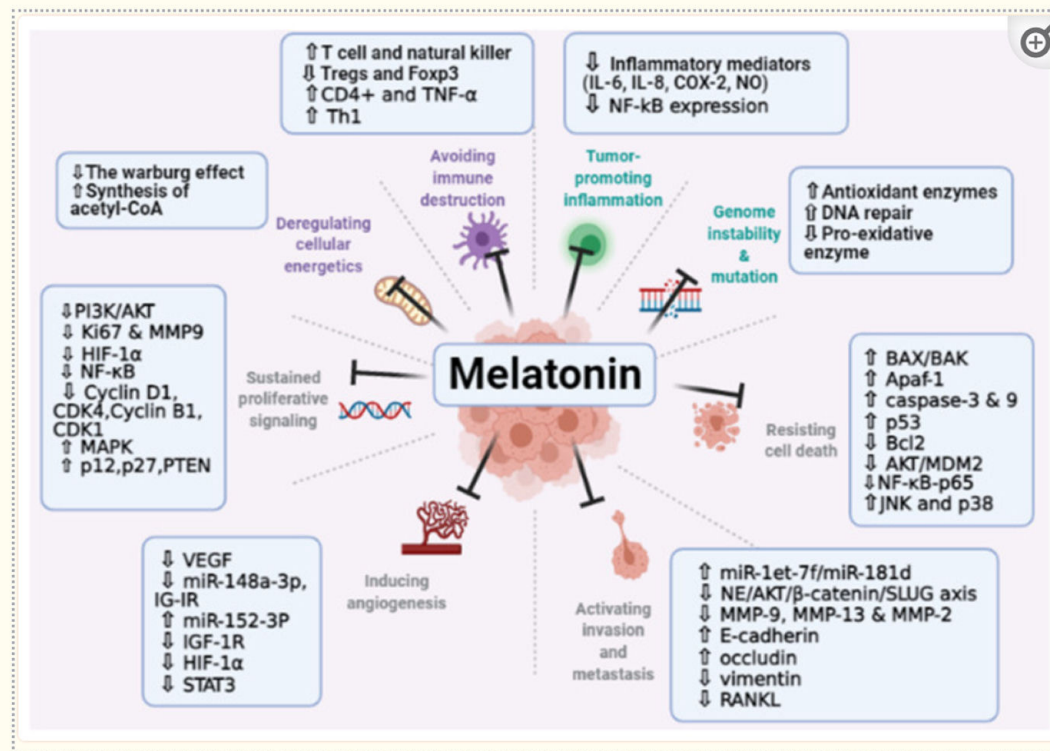 ⇧T cell and natural killer
⇩ Tregs and Foxp3
⇧CD4+ and TNF-α
⇧ Th1
⇩ Inflammatory mediators
(IL-6, IL-8, COX-2, NO)
⇩ NF-kB expression
⇩The warburg effect
⇧Synthesis of
acetyl-CoA
Deregulating
cellular
energetics
Avoiding
immune
destruction
Tumor-
promoting
inflammation
Genome
instability
&
mutation
⇧Antioxidant enzymes
⇧ DNA repair
⇩ Pro-oxidative
enzyme
⇩PI3K/AKT
⇩ Ki67 & MMP9
⇩ HIF-1α
⇩ NF-κB
⇩ Cyclin D1,
CDK4,Cyclin B1,
CDK1
⇧ MAPK
⇧ p12,p27,PTEN
Sustained
proliferative
signaling
Melatonin
Resisting
cell death
⇧ BAX/BAK
⇧ Apaf-1
⇧ caspase-3 & 9
⇧ p53
⇩ Bcl2
⇩ AKT/MDM2
⇩NF-κB-p65
⇧JNK and p38
⇩ VEGF
⇩ miR-148a-3p,
IG-IR
⇧ miR-152-3P
⇩ IGF-1R
⇩ HIF-1α
⇩ STAT3
Inducing
angiogenesis
Activating
invasion
and
metastasis
⇧ miR-1et-7f/miR-181d
⇩ NE/AKT/β-catenin/SLUG axis
⇩ MMP-9, MMP-13 & MMP-2
⇧ E-cadherin
⇧ occludin
⇩ vimentin
⇩ RANKL